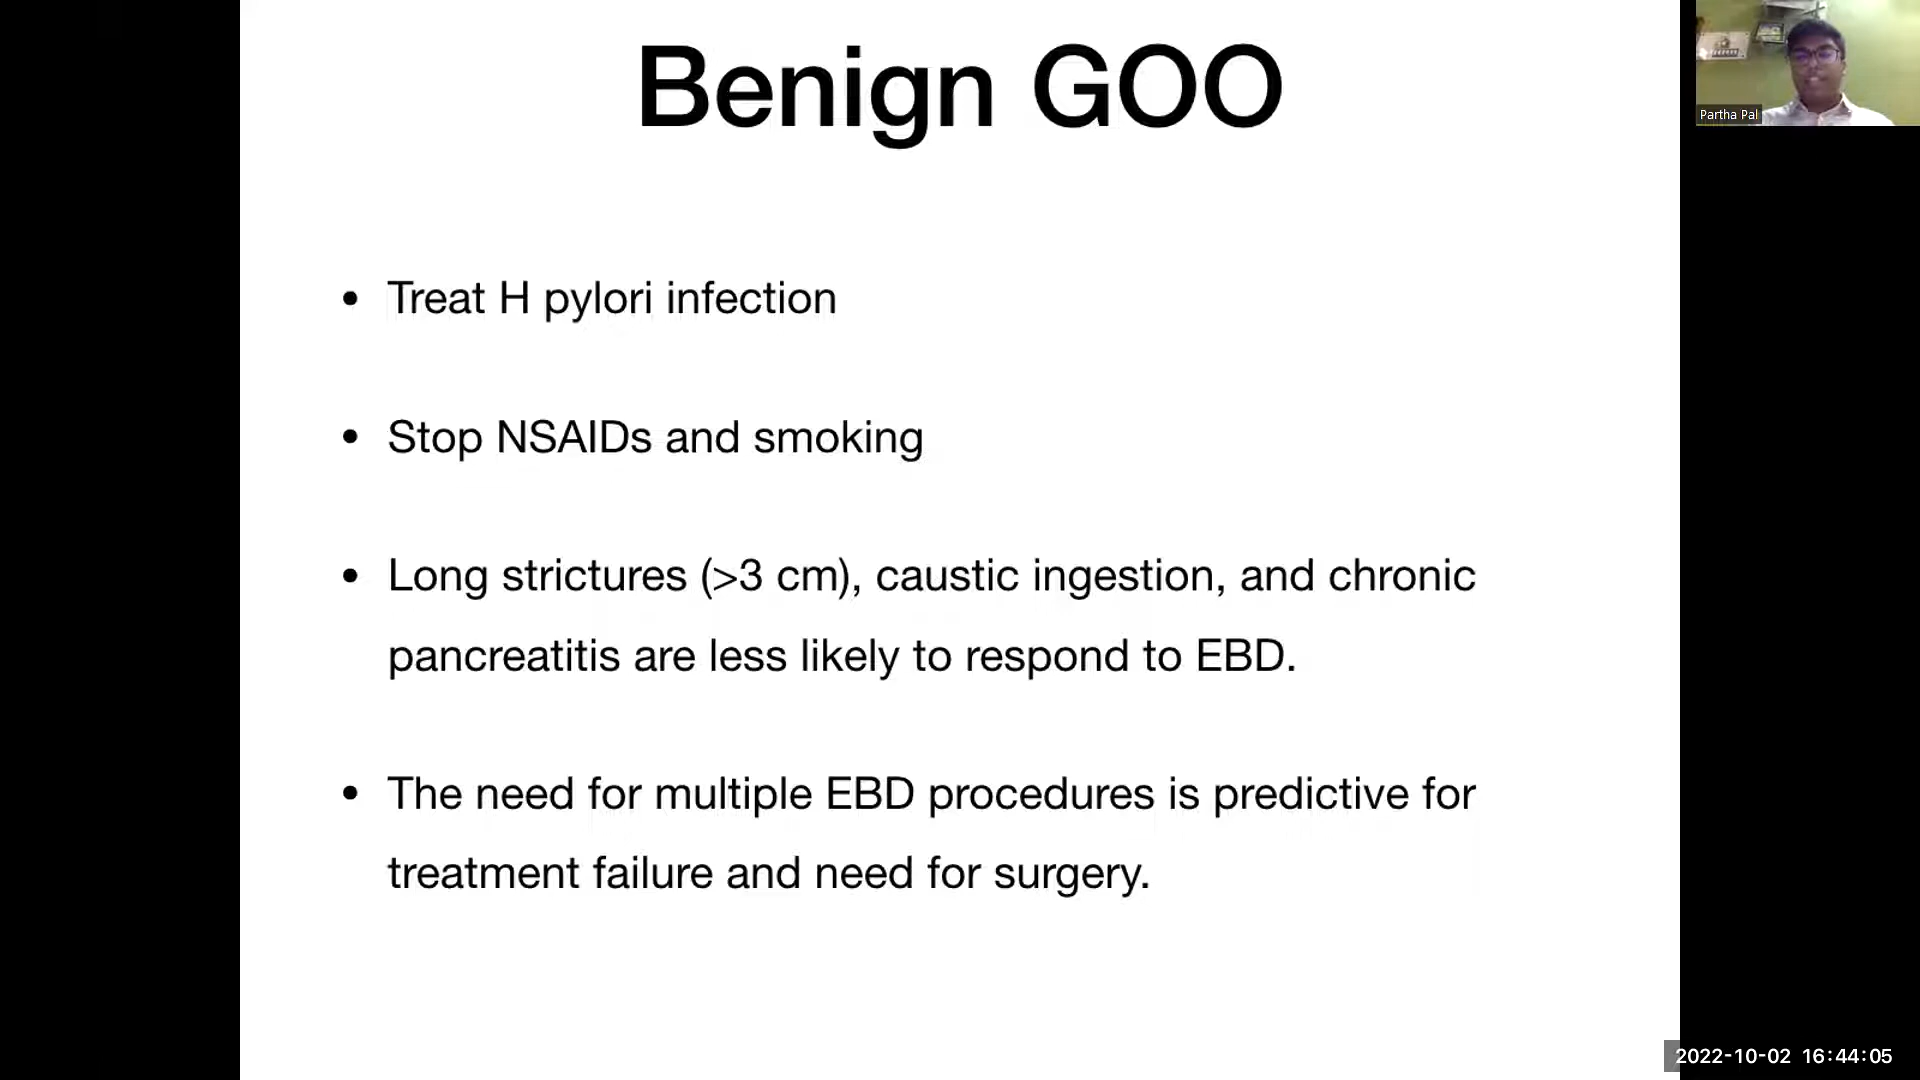 Benign GOO
• Treat H pylori infection
• Stop NSAIDs and smoking
• Long strictures (>3 cm), caustic ingestion, and chronic
pancreatitis are less likely to respond to EBD.
• The need for multiple EBD procedures is predictive for
treatment failure and need for surgery.
Partha Pal
2022-10-02 16:44:05